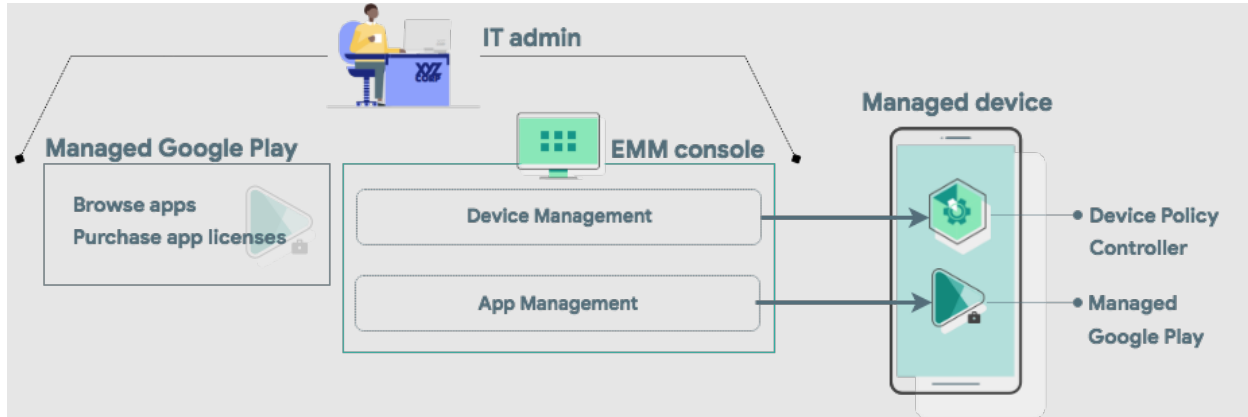 IT admin
XYZ
CORP
Managed Google Play
Browse apps
Purchase app licenses
EMM console
Device Management
App Management
Managed device
Device Policy
Controller
Managed
Google Play